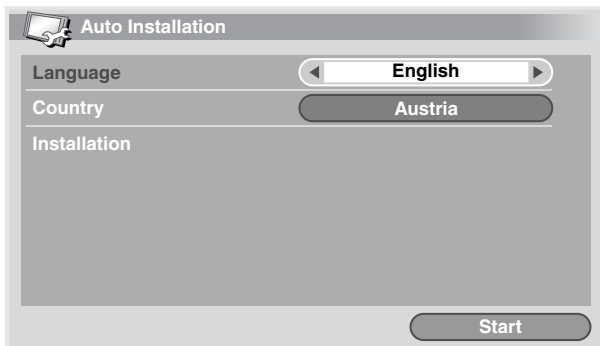 Auto Installation
Language English
Country Austria
Installation
Start